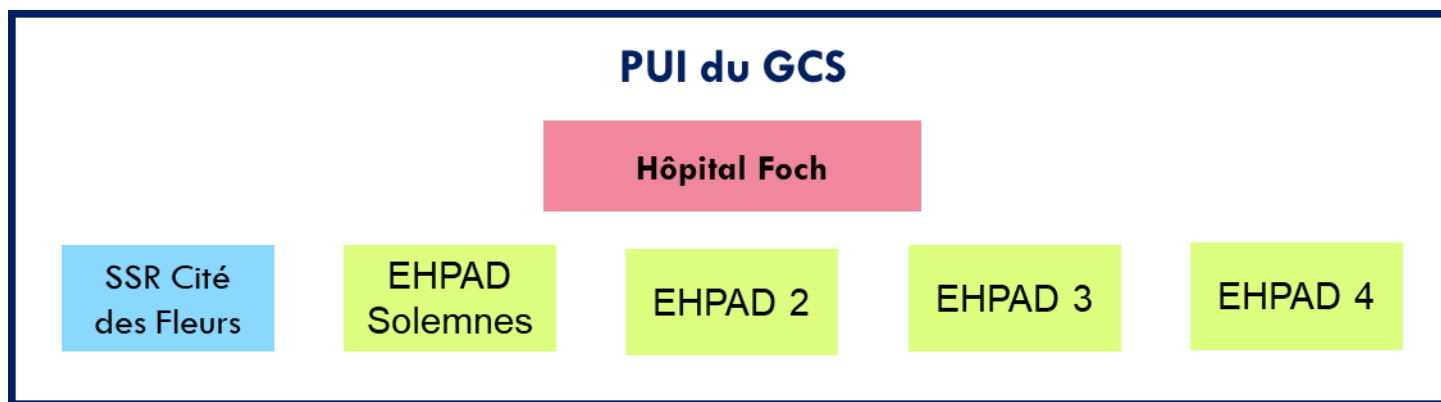 PUI du GCS
Hôpital Foch
SSR Cité
des Fleurs
EHPAD
Solemnes
EHPAD 2
EHPAD 3
EHPAD 4